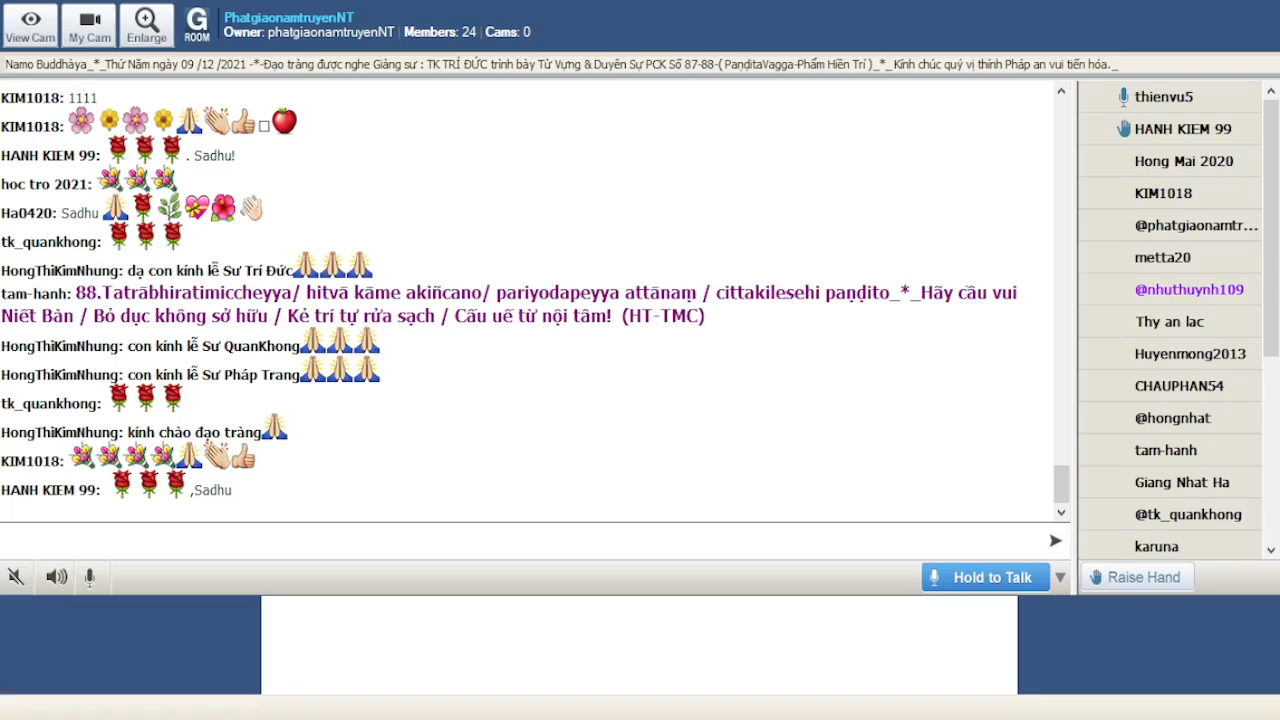 View Cam
My Cam
Enlarge
G
ROOM
PhatgiaonamtruyenNT
Owner: phatgiaonamtruyenNT | Members: 24 | Cams: 0
Namo Buddhàya_*_Thứ Năm ngày 09 /12 /2021 -*-Đạo tràng được nghe Giảng sư : TK TRÍ ĐỨC trình bày Từ Vựng & Duyên Sự PCK Số 87-88-( PaṇḍitaVagga-Phẩm Hiền Trí )_*_ Kính chúc quý vị thính Pháp an vui tiến hóa._
KIM1018: 1111
KIM1018:
HANH KIEM 99: . Sadhu!
hoc tro 2021:
Ha0420: Sadhu
tk_quankhong:
HongThiKimNhung: dạ con kính lễ Sư Trí Đức
tam-hanh: 88.Tatrābhiratimiccheyya/ hitvā kāme akiñcano/ pariyodapeyya attānaṃ / cittakilesehi paṇḍito_*_Hãy cầu vui
Niết Bàn / Bỏ dục không sở hữu / Kẻ trí tự rửa sạch / Cấu uế từ nội tâm! (HT-TMC)
HongThiKimNhung: con kính lễ Sư QuanKhong
HongThiKimNhung: con kính lễ Sư Pháp Trang
tk_quankhong:
HongThiKimNhung: kính chào đạo tràng
KIM1018:
HANH KIEM 99: ,Sadhu
thienvu5
HANH KIEM 99
Hong Mai 2020
KIM1018
@phatgiaonamtr...
metta20
@nhuthuynh109
Thy an lac
Huyenmong2013
CHAUPHAN54
@hongnhat
tam-hanh
Giang Nhat Ha
@tk_quankhong
karuna
Hold to Talk
Raise Hand